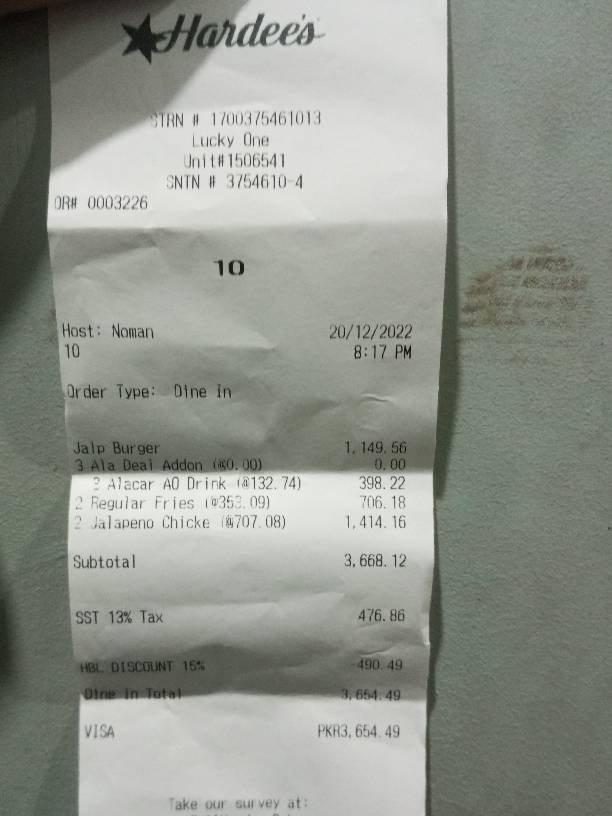 Hardee's
STRN # 1700375461013
Lucky One
Unit#1506541
SNTN # 3754610-4
OR# 0003226
10
Host: Noman 20/12/2022
10 8:17 PM
Order Type: Dine in
Jalp Burger 1,149.56
3 Ala Deal Addon (@0.00) 0.00
3 Alacar AO Drink (@132.74) 398.22
2 Regular Fries (@353.09) 706.18
2 Jalapeno Chicke (@707.08) 1,414.16
Subtotal 3,668.12
SST 13% Tax 476.86
HBL DISCOUNT 15% -490.49
Dine in Total 3,654.49
VISA PKR3,654.49
Take our survey at: